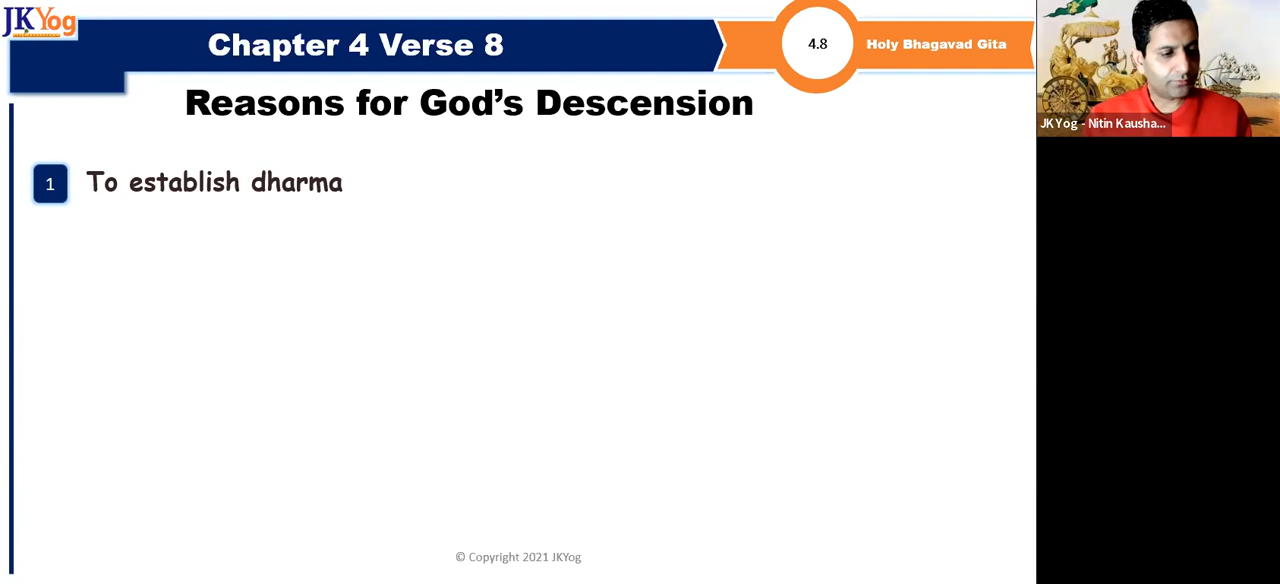 JKYog
Chapter 4 Verse 8
4.8
Holy Bhagavad Gita
Reasons for God's Descension
1
To establish dharma
JKYog - Nitin Kausha...
© Copyright 2021 JKYog